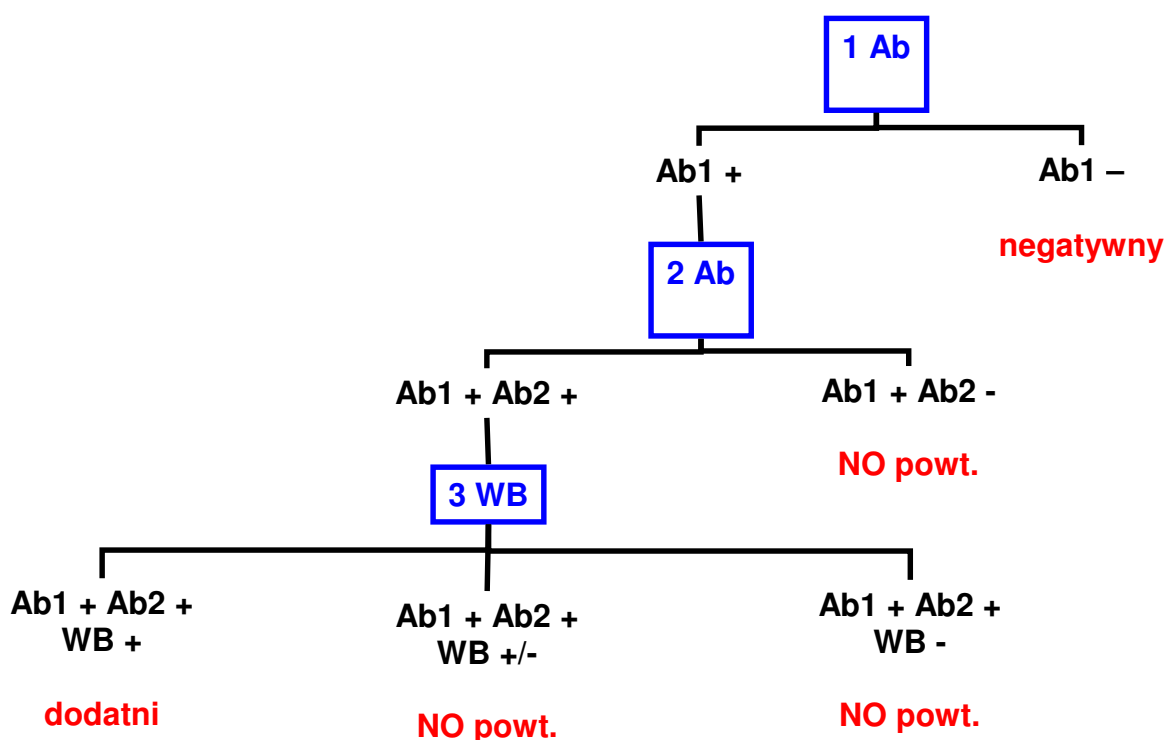 1 Ab
Ab1 +
Ab1 –
negatywny
2 Ab
Ab1 + Ab2 +
Ab1 + Ab2 -
NO powt.
3 WB
Ab1 + Ab2 +
WB +
dodatni
Ab1 + Ab2 +
WB +/-
NO powt.
Ab1 + Ab2 +
WB -
NO powt.